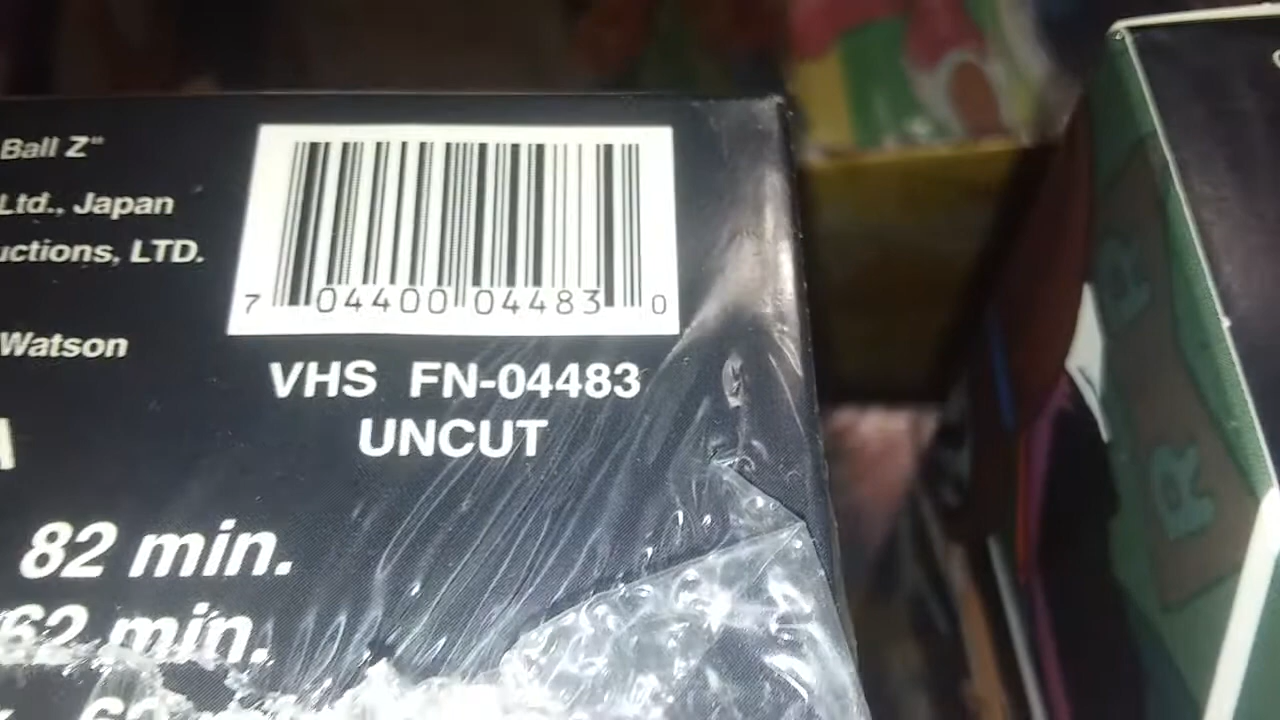 Ball Z"
Ltd., Japan
uctions, LTD.
Watson
7 04400 04483 0
VHS FN-04483
UNCUT
82 min.
62 min.